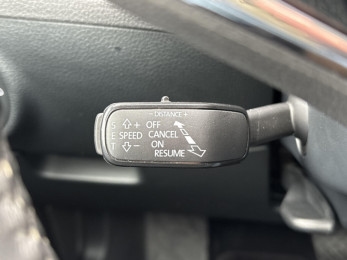 - DISTANCE +
S + OFF
E SPEED CANCEL
T - ON
RESUME